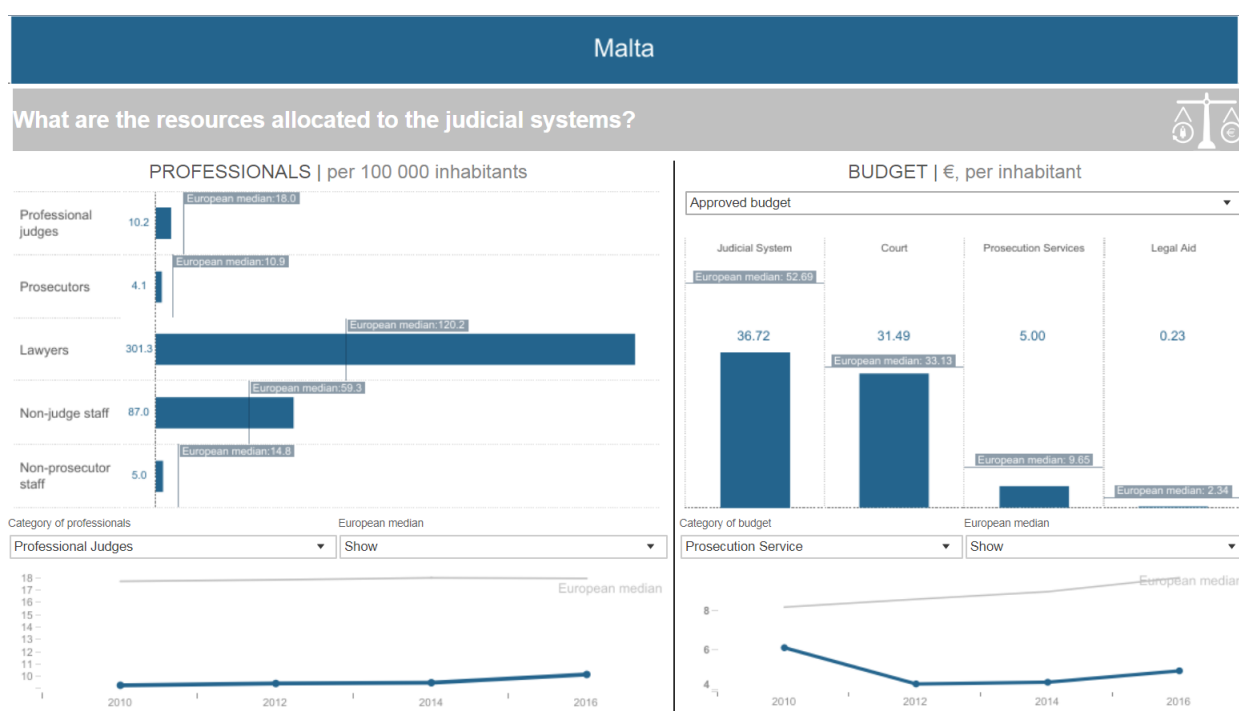 Malta
What are the resources allocated to the judicial systems?
PROFESSIONALS | per 100 000 inhabitants
European median:18.0
Professional
judges
10.2
European median:10.9
Prosecutors
4.1
European median:120.2
Lawyers
301.3
European median:59.3
Non-judge staff
87.0
European median:14.8
Non-prosecutor
staff
5.0
Category of professionals
European median
Professional Judges
Show
18
17
16
15
14
13
12
11
10
European median
2010
2012
2014
2016
BUDGET | €, per inhabitant
Approved budget
Judicial System
Court
Prosecution Services
Legal Aid
European median: 52.69
36.72
31.49
5.00
0.23
European median: 33.13
European median: 9.65
European median: 2.34
Category of budget
European median
Prosecution Service
Show
European median
8
6
4
2010
2012
2014
2016